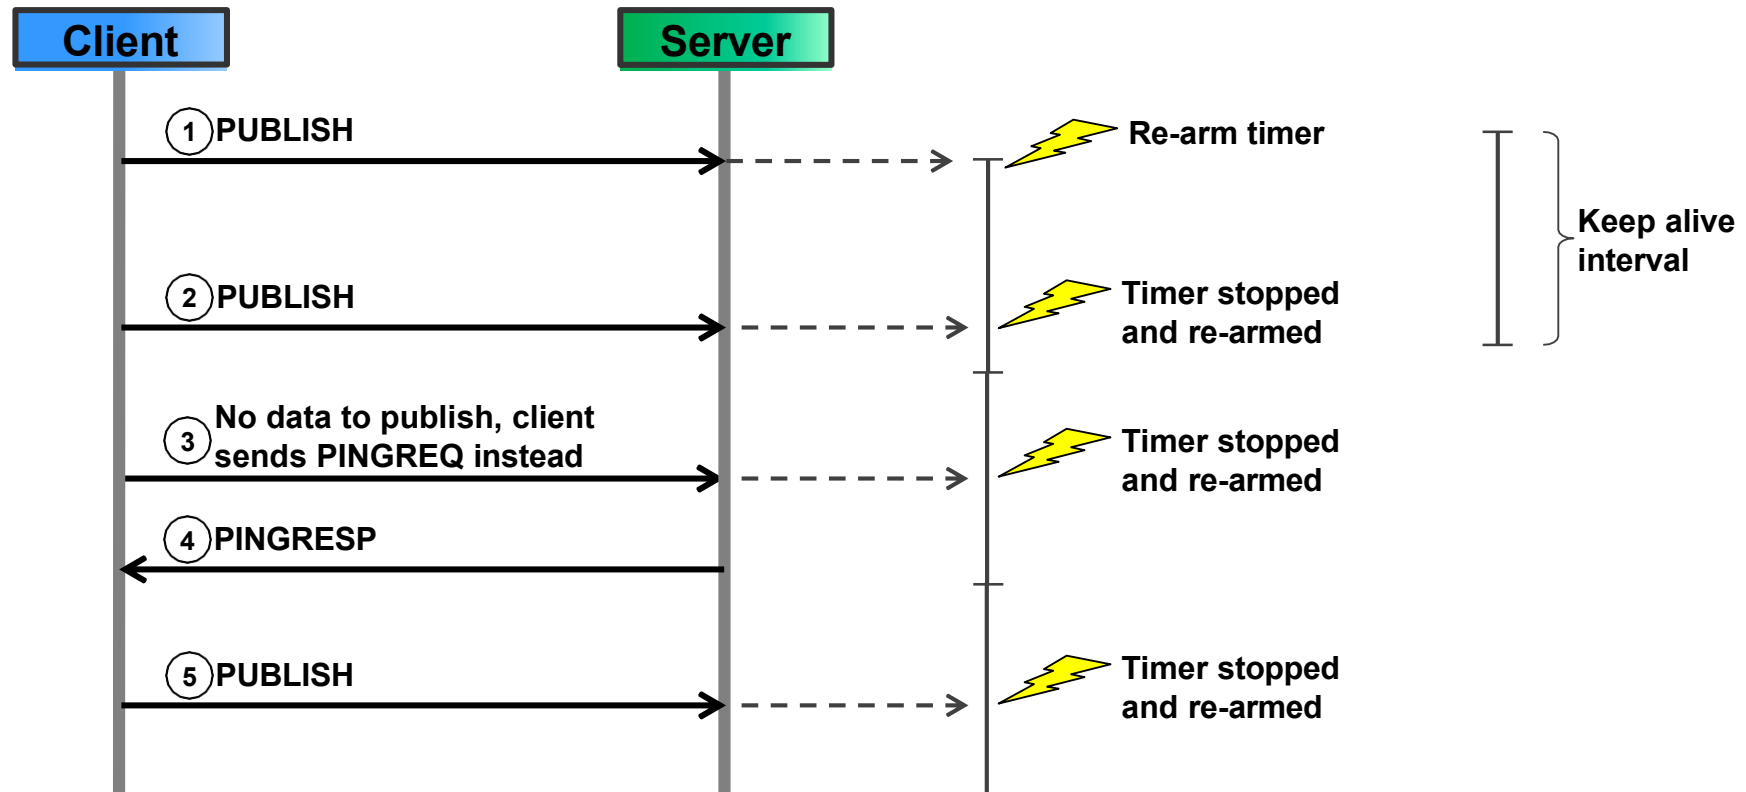 Client
Server
1 PUBLISH
Re-arm timer
Keep alive
interval
2 PUBLISH
Timer stopped
and re-armed
3 No data to publish, client
sends PINGREQ instead
Timer stopped
and re-armed
4 PINGRESP
5 PUBLISH
Timer stopped
and re-armed